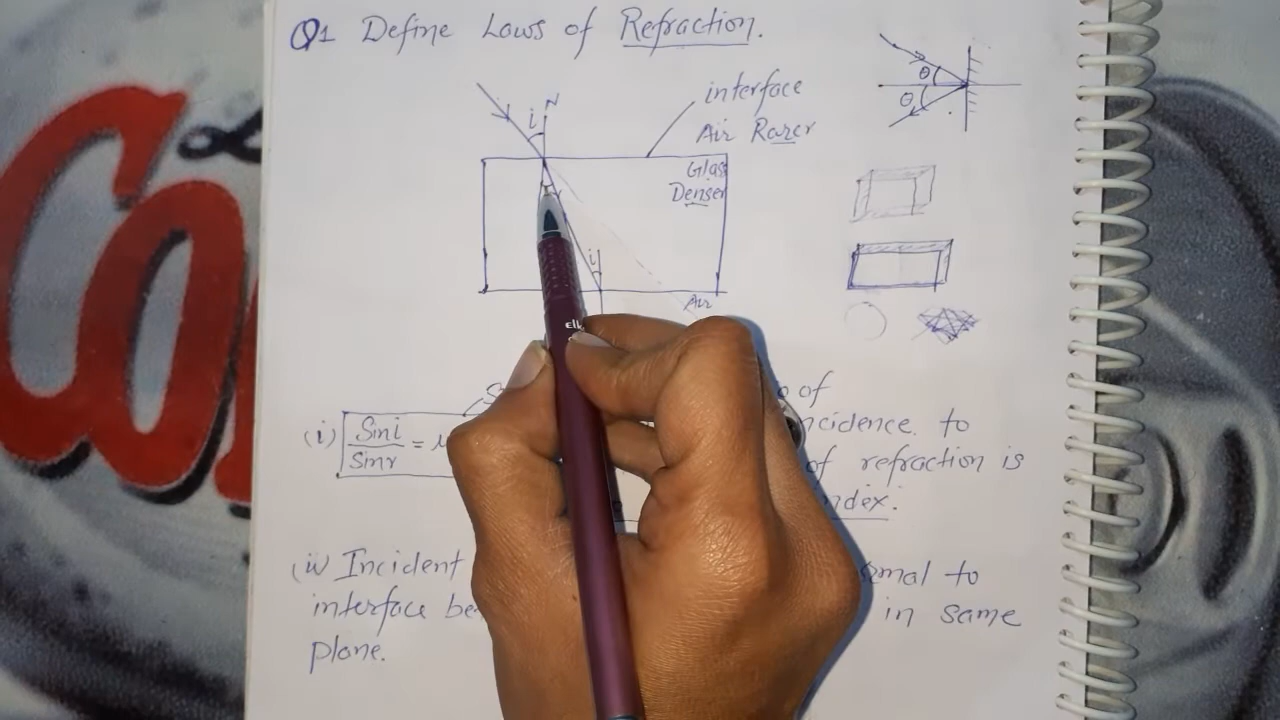 Q1 Define Laws of Refraction.
N
i
interface
Air Rarer
θ
θ
Glass
Denser
i
Air
of
(i) Sini / Sinr = μ
ncidence to
of refraction is
ndex.
(ii) Incident rmal to
interface be in same
plane.
ell